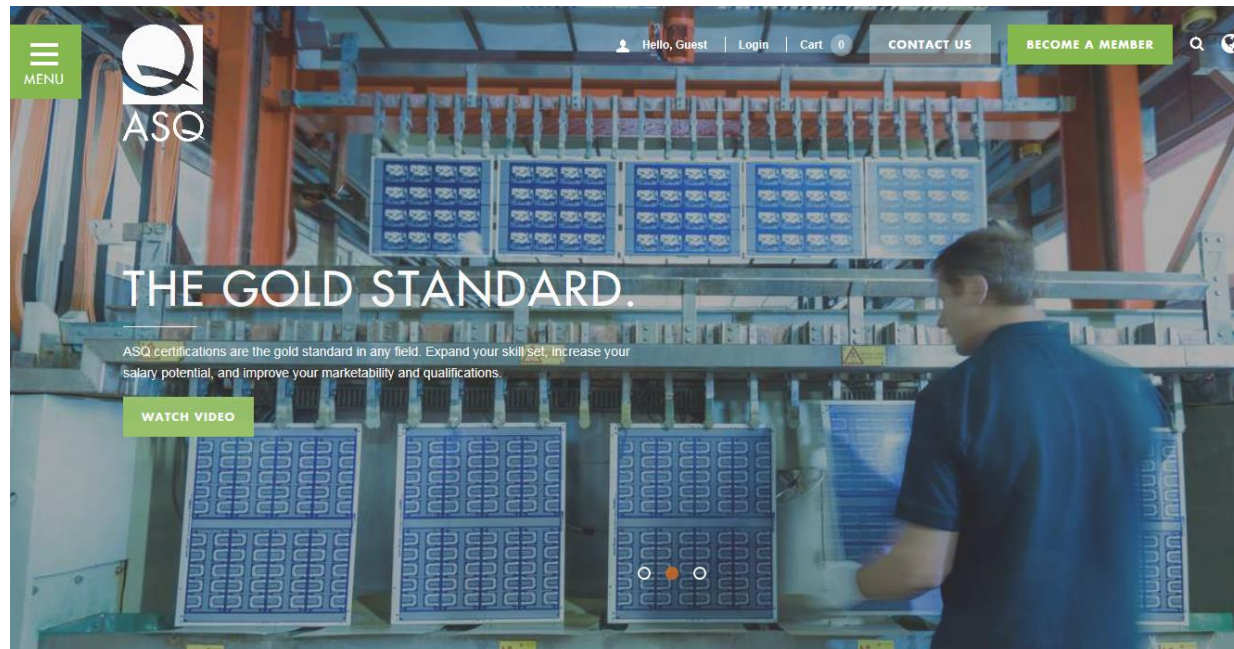 MENU
ASQ
Hello, Guest
Login
Cart 0
CONTACT US
BECOME A MEMBER
THE GOLD STANDARD.
ASQ certifications are the gold standard in any field. Expand your skill set, increase your
salary potential, and improve your marketability and qualifications.
WATCH VIDEO